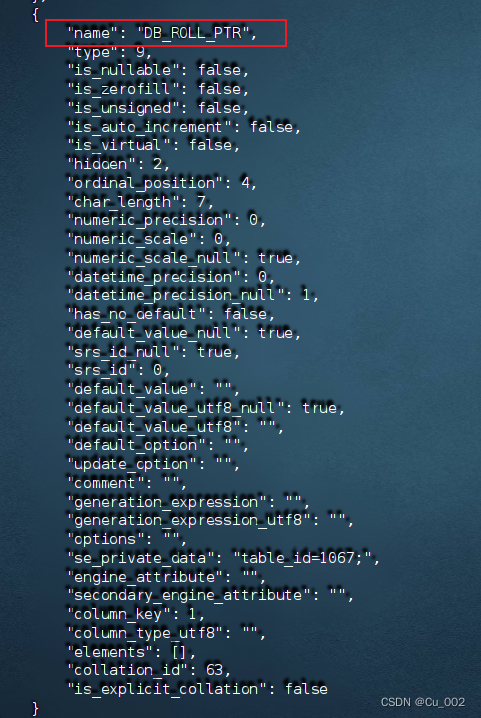 {
"name": "DB_ROLL_PTR",
"type": 9,
"is_nullable": false,
"is_zerofill": false,
"is_unsigned": false,
"is_auto_increment": false,
"is_virtual": false,
"hidden": 2,
"ordinal_position": 4,
"char_length": 7,
"numeric_precision": 0,
"numeric_scale": 0,
"numeric_scale_null": true,
"datetime_precision": 0,
"datetime_precision_null": 1,
"has_no_default": false,
"default_value_null": true,
"srs_id_null": true,
"srs_id": 0,
"default_value": "",
"default_value_utf8_null": true,
"default_value_utf8": "",
"default_option": "",
"update_option": "",
"comment": "",
"generation_expression": "",
"generation_expression_utf8": "",
"options": "",
"se_private_data": "table_id=1067;",
"engine_attribute": "",
"secondary_engine_attribute": "",
"column_key": 1,
"column_type_utf8": "",
"elements": [],
"collation_id": 63,
"is_explicit_collation": false
}
CSDN @Cu_002